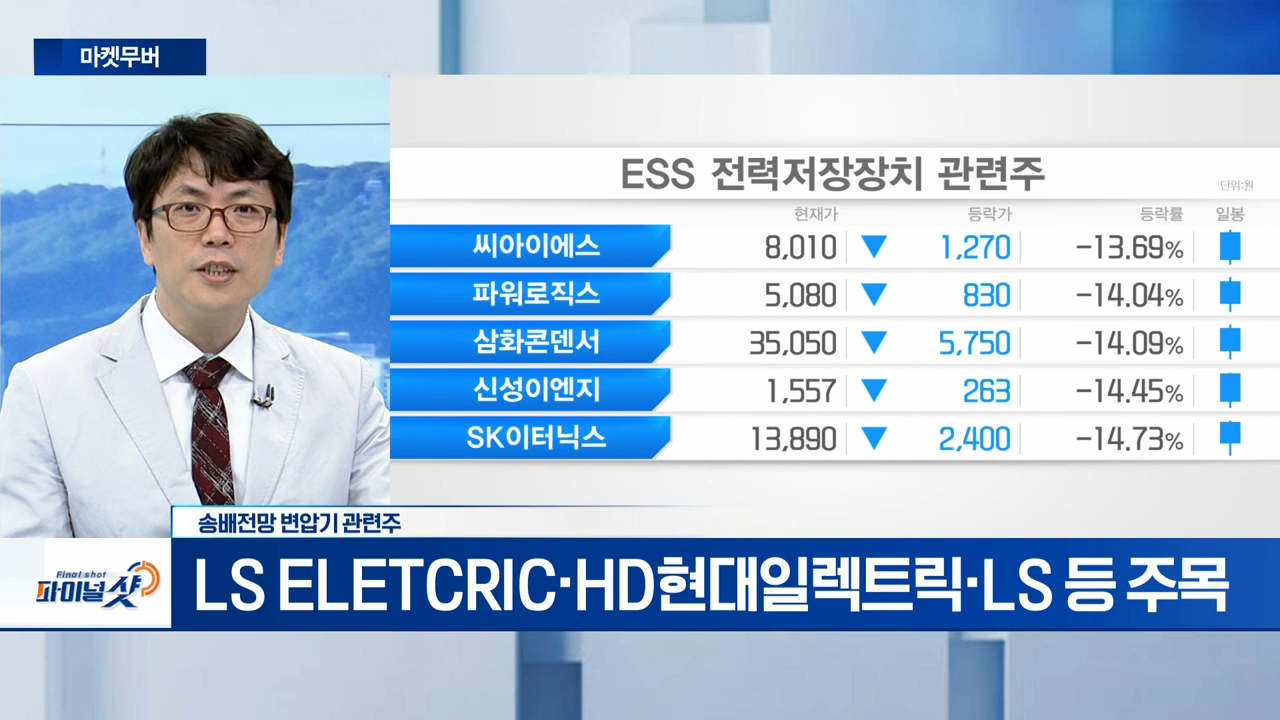 마켓무버
ESS 전력저장장치 관련주
단위:원
현재가 등락가 등락률 일봉
씨아이에스 8,010 ▼ 1,270 -13.69%
파워로직스 5,080 ▼ 830 -14.04%
삼화콘덴서 35,050 ▼ 5,750 -14.09%
신성이엔지 1,557 ▼ 263 -14.45%
SK이터닉스 13,890 ▼ 2,400 -14.73%
송배전망 변압기 관련주
Final shot
파이널샷
LS ELETCRIC·HD현대일렉트릭·LS 등 주목